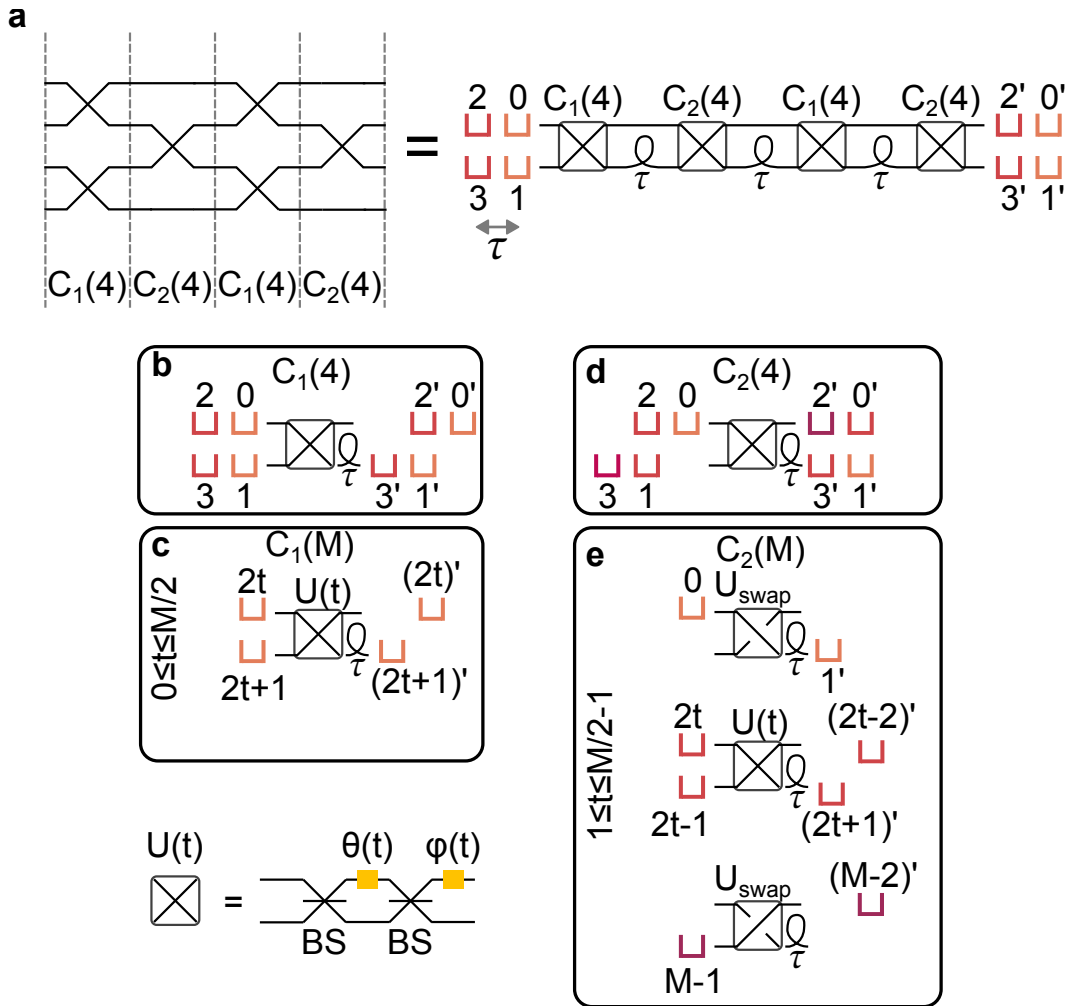 a
2 0 C₁(4) C₂(4) C₁(4) C₂(4) 2' 0'
=
τ τ τ
3 1 3' 1'
τ
C₁(4) C₂(4) C₁(4) C₂(4)
b
C₁(4)
2 0 2' 0'
τ
3 1 3' 1'
d
C₂(4)
2 0 2' 0'
τ
3 1 3' 1'
c
C₁(M)
0≤t≤M/2
2t U(t) (2t)'
τ
2t+1 (2t+1)'
e
C₂(M)
0 Uswap
τ
1'
1≤t≤M/2-1
2t U(t) (2t-2)'
τ
2t-1 (2t+1)'
Uswap (M-2)'
τ
M-1
U(t) θ(t) φ(t)
=
BS BS